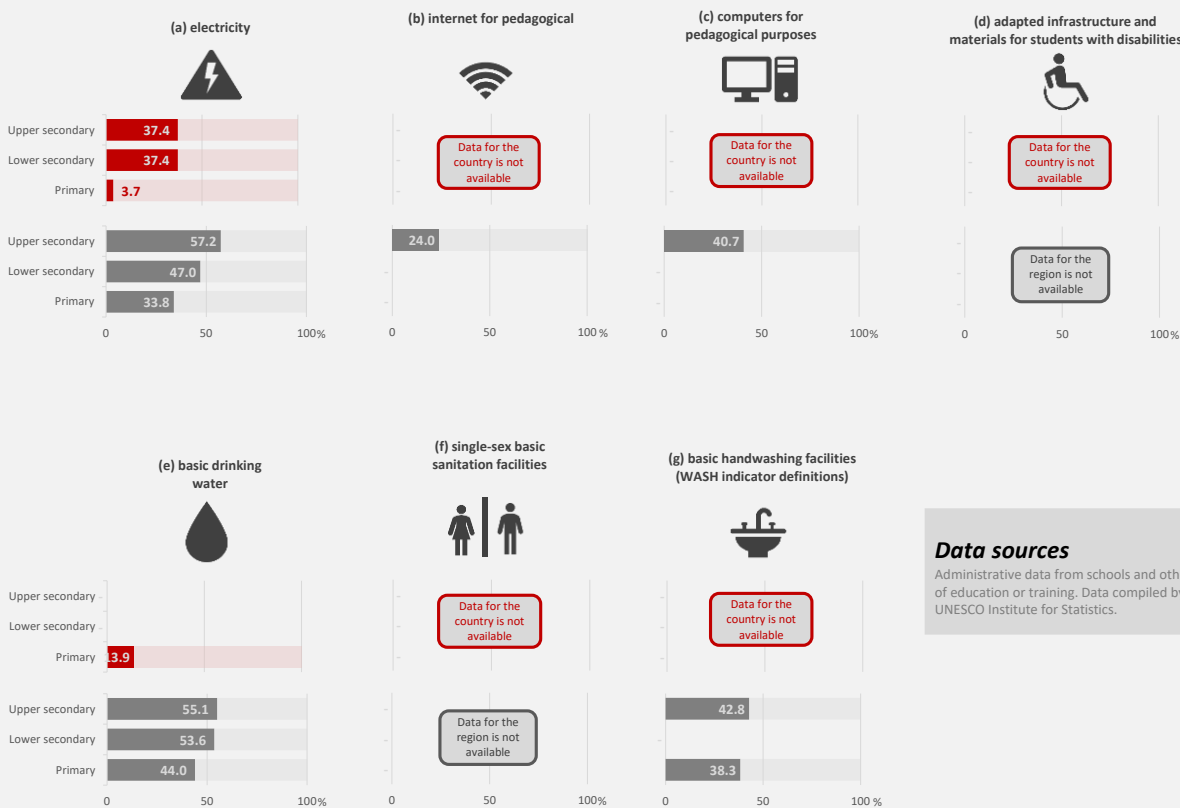 (a) electricity
(b) internet for pedagogical
(c) computers for
pedagogical purposes
(d) adapted infrastructure and
materials for students with disabilities
Upper secondary
37.4
Lower secondary
37.4
Primary
3.7
Data for the
country is not
available
Data for the
country is not
available
Data for the
country is not
available
Upper secondary
57.2
24.0
40.7
Lower secondary
47.0
Primary
33.8
Data for the
region is not
available
0 50 100%
0 50 100%
0 50 100%
0 50 100%
(e) basic drinking
water
(f) single-sex basic
sanitation facilities
(g) basic handwashing facilities
(WASH indicator definitions)
Upper secondary
Lower secondary
Primary
13.9
Data for the
country is not
available
Data for the
country is not
available
Data sources
Administrative data from schools and oth
of education or training. Data compiled by
UNESCO Institute for Statistics.
Upper secondary
55.1
Lower secondary
53.6
Primary
44.0
Data for the
region is not
available
42.8
38.3
0 50 100%
0 50 100%
0 50 100%